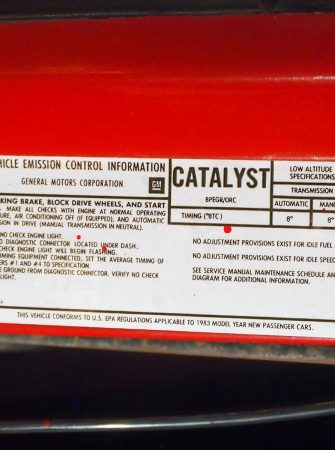 HICLE EMISSION CONTROL INFORMATION
GENERAL MOTORS CORPORATION
GM
KING BRAKE, BLOCK DRIVE WHEELS, AND START
. MAKE ALL CHECKS WITH ENGINE AT NORMAL OPERATING
URE, AIR CONDITIONING OFF (IF EQUIPPED), AND AUTOMATIC
SSION IN DRIVE (MANUAL TRANSMISSION IN NEUTRAL).
NO CHECK ENGINE LIGHT.
D DIAGNOSTIC CONNECTOR LOCATED UNDER DASH.
CHECK ENGINE LIGHT WILL BEGIN FLASHING.
TIMING EQUIPMENT CONNECTED, SET THE AVERAGE TIMING OF
ERS #1 AND #4 TO SPECIFICATION.
E GROUND FROM DIAGNOSTIC CONNECTOR. VERIFY NO CHECK
LIGHT.
CATALYST
BPEGR/ORC
LOW ALTITUDE
SPECIFICATIONS
TRANSMISSION
AUTOMATIC MANU
TIMING (°BTC) 8° 8°
NO ADJUSTMENT PROVISIONS EXIST FOR IDLE FUEL
NO ADJUSTMENT PROVISIONS EXIST FOR IDLE SPEED
SEE SERVICE MANUAL MAINTENANCE SCHEDULE AN
DIAGRAM FOR ADDITIONAL INFORMATION.
THIS VEHICLE CONFORMS TO U.S. EPA REGULATIONS APPLICABLE TO 1983 MODEL YEAR NEW PASSENGER CARS.